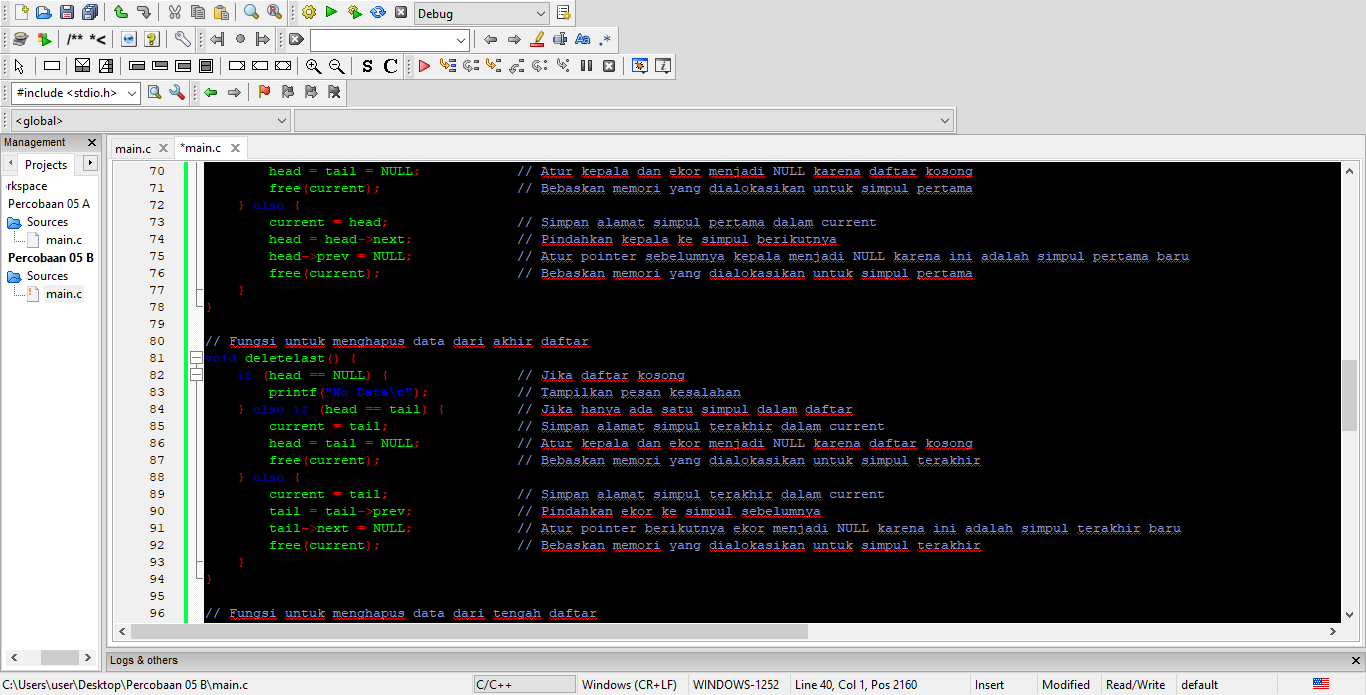 Debug
/** *<
S C
Aa .*
#include <stdio.h>
<global>
Management
Projects
rkspace
Percobaan 05 A
Sources
main.c
Percobaan 05 B
Sources
main.c
main.c *main.c
70 head = tail = NULL; // Atur kepala dan ekor menjadi NULL karena daftar kosong
71 free(current); // Bebaskan memori yang dialokasikan untuk simpul pertama
72 } else {
73 current = head; // Simpan alamat simpul pertama dalam current
74 head = head->next; // Pindahkan kepala ke simpul berikutnya
75 head->prev = NULL; // Atur pointer sebelumnya kepala menjadi NULL karena ini adalah simpul pertama baru
76 free(current); // Bebaskan memori yang dialokasikan untuk simpul pertama
77 }
78 }
79
80 // Fungsi untuk menghapus data dari akhir daftar
81 void deletelast() {
82 if (head == NULL) { // Jika daftar kosong
83 printf("No Data\n"); // Tampilkan pesan kesalahan
84 } else if (head == tail) { // Jika hanya ada satu simpul dalam daftar
85 current = tail; // Simpan alamat simpul terakhir dalam current
86 head = tail = NULL; // Atur kepala dan ekor menjadi NULL karena daftar kosong
87 free(current); // Bebaskan memori yang dialokasikan untuk simpul terakhir
88 } else {
89 current = tail; // Simpan alamat simpul terakhir dalam current
90 tail = tail->prev; // Pindahkan ekor ke simpul sebelumnya
91 tail->next = NULL; // Atur pointer berikutnya ekor menjadi NULL karena ini adalah simpul terakhir baru
92 free(current); // Bebaskan memori yang dialokasikan untuk simpul terakhir
93 }
94 }
95
96 // Fungsi untuk menghapus data dari tengah daftar
Logs & others
C:\Users\user\Desktop\Percobaan 05 B\main.c C/C++ Windows (CR+LF) WINDOWS-1252 Line 40, Col 1, Pos 2160 Insert Modified Read/Write default